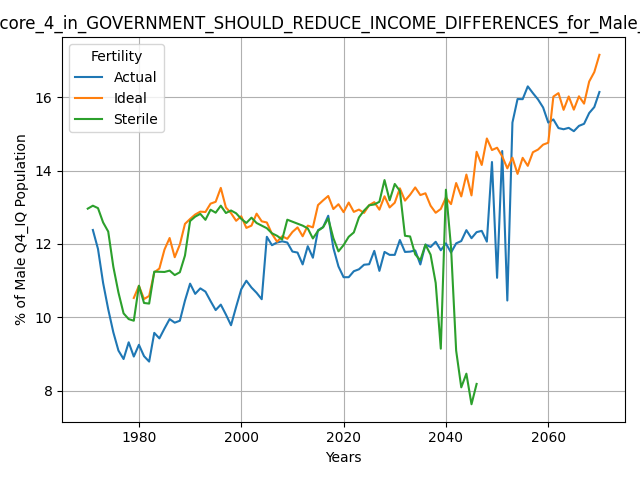 core_4_in_GOVERNMENT_SHOULD_REDUCE_INCOME_DIFFERENCES_for_Male_
Fertility
Actual
Ideal
Sterile
% of Male Q4_IQ Population
16
14
12
10
8
1980
2000
2020
2040
2060
Years